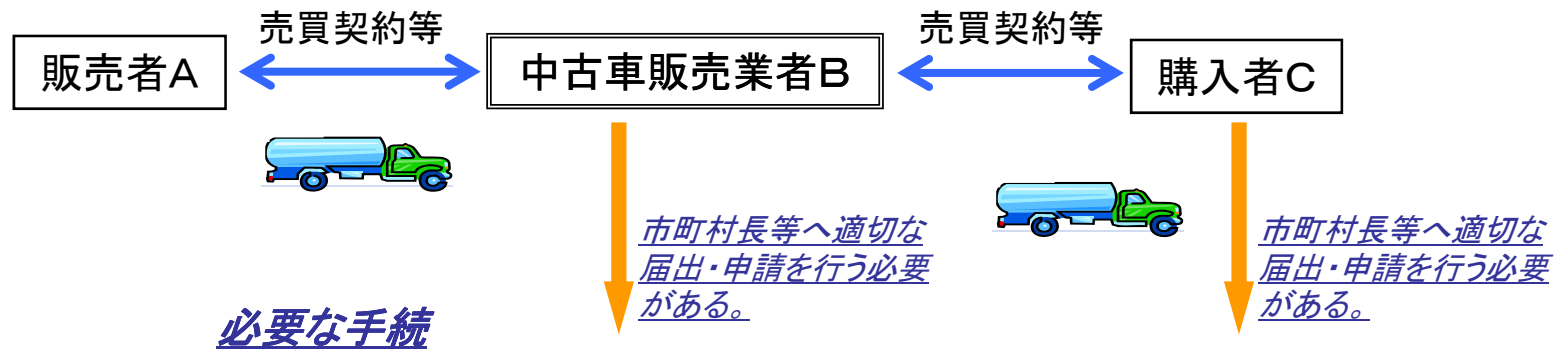 売買契約等
売買契約等
販売者A
中古車販売業者B
購入者C
市町村長等へ適切な
届出・申請を行う必要
がある。
市町村長等へ適切な
届出・申請を行う必要
がある。
必要な手続